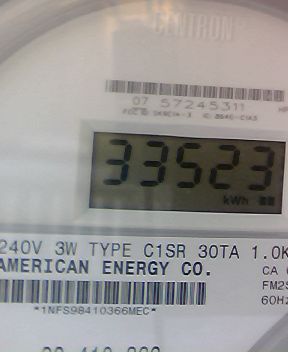 CENTRON
07 57245311
33523
kWh
240V 3W TYPE C1SR 30TA 1.0K
AMERICAN ENERGY CO.
CA
FM2S
60Hz
*1NFS98410366MEC*